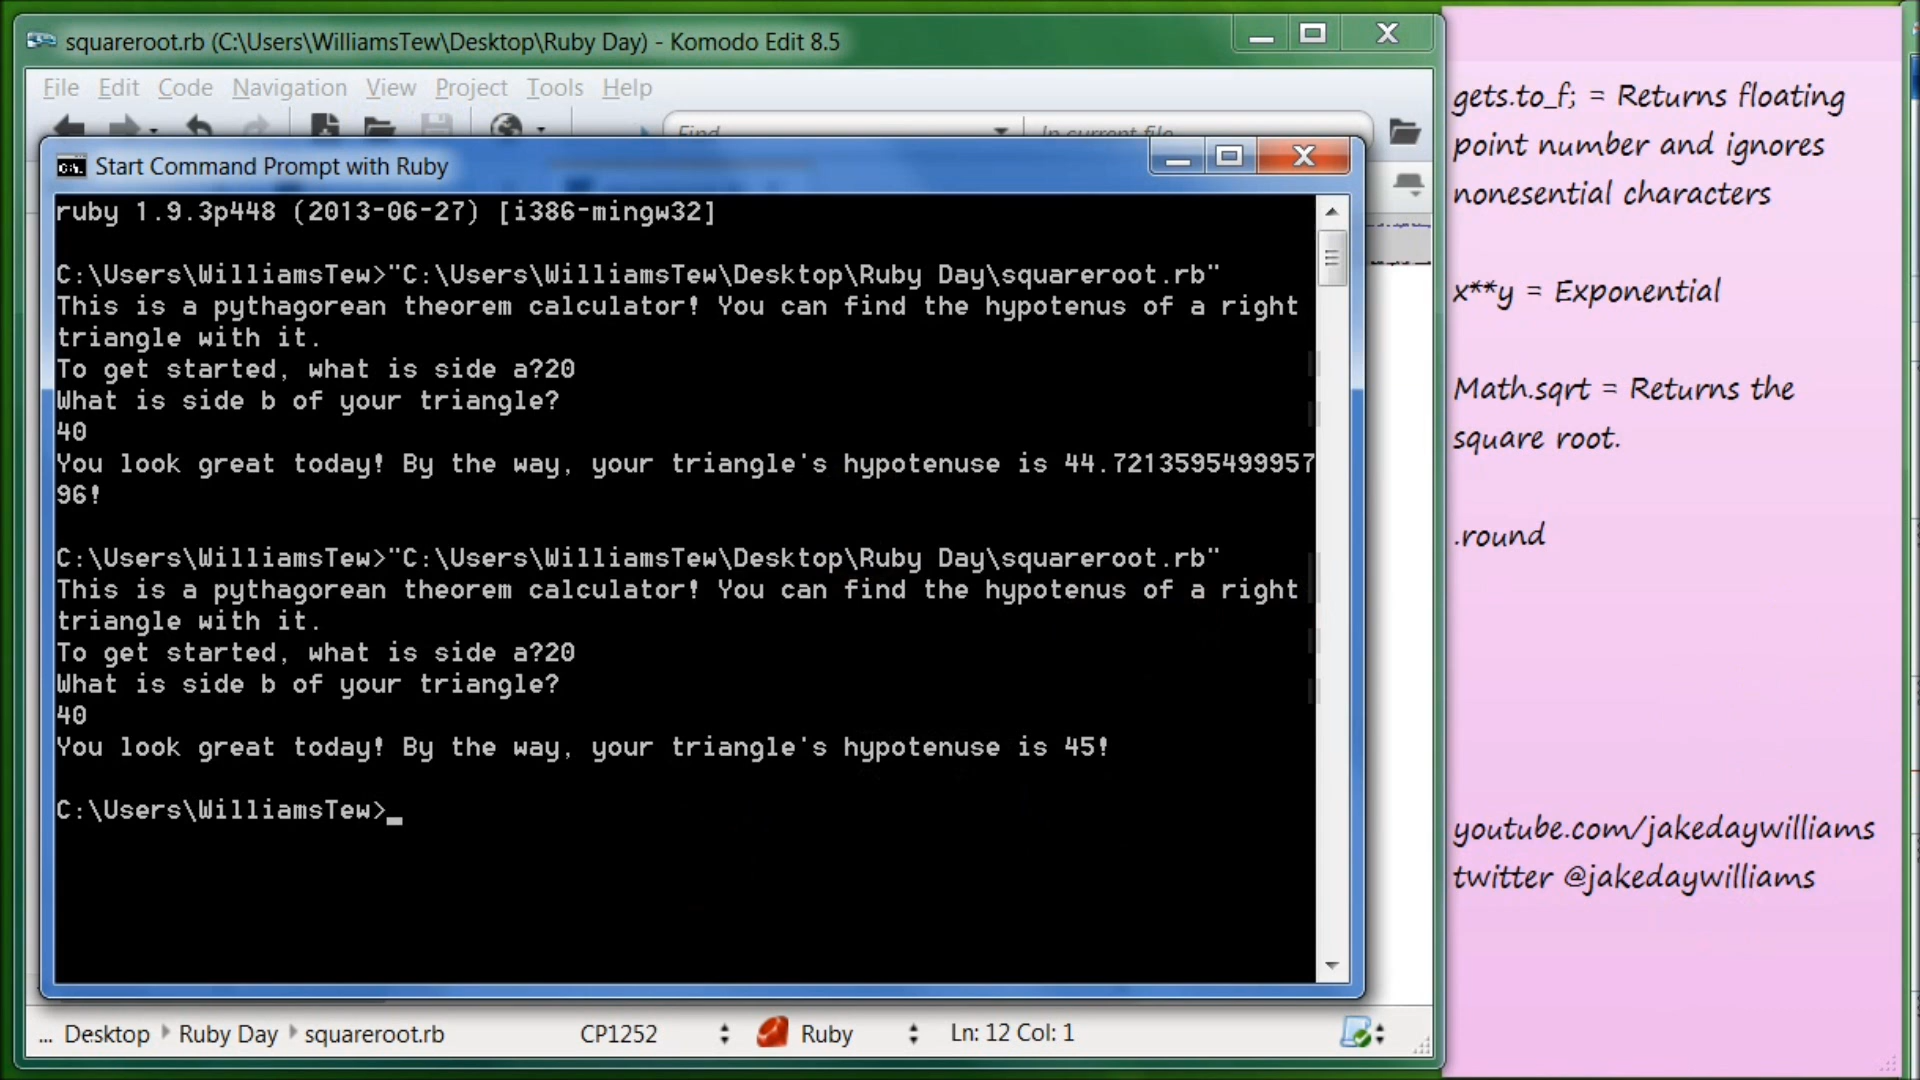 squareroot.rb (C:\Users\WilliamsTew\Desktop\Ruby Day) - Komodo Edit 8.5
File Edit Code Navigation View Project Tools Help
Find
In current file
Start Command Prompt with Ruby
ruby 1.9.3p448 (2013-06-27) [i386-mingw32]
C:\Users\WilliamsTew>"C:\Users\WilliamsTew\Desktop\Ruby Day\squareroot.rb"
This is a pythagorean theorem calculator! You can find the hypotenus of a right
triangle with it.
To get started, what is side a?20
What is side b of your triangle?
40
You look great today! By the way, your triangle's hypotenuse is 44.7213595499957
96!
C:\Users\WilliamsTew>"C:\Users\WilliamsTew\Desktop\Ruby Day\squareroot.rb"
This is a pythagorean theorem calculator! You can find the hypotenus of a right
triangle with it.
To get started, what is side a?20
What is side b of your triangle?
40
You look great today! By the way, your triangle's hypotenuse is 45!
C:\Users\WilliamsTew>_
... Desktop Ruby Day squareroot.rb CP1252 Ruby Ln: 12 Col: 1
gets.to_f; = Returns floating
point number and ignores
nonesential characters
x**y = Exponential
Math.sqrt = Returns the
square root.
.round
youtube.com/jakedaywilliams
twitter @jakedaywilliams